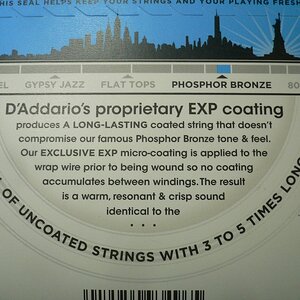 THIS SEAL HELPS KEEP YOUR STRINGS AND YOUR PLAYING FRESH
GYPSY JAZZ FLAT TOPS PHOSPHOR BRONZE 80
D'Addario's proprietary EXP coating
produces A LONG-LASTING coated string that doesn't
compromise our famous Phosphor Bronze tone & feel.
Our EXCLUSIVE EXP micro-coating is applied to the
wrap wire prior to being wound so no coating
accumulates between windings. The result
is a warm, resonant & crisp sound
identical to the
• • •
OF UNCOATED STRINGS WITH 3 TO 5 TIMES LON